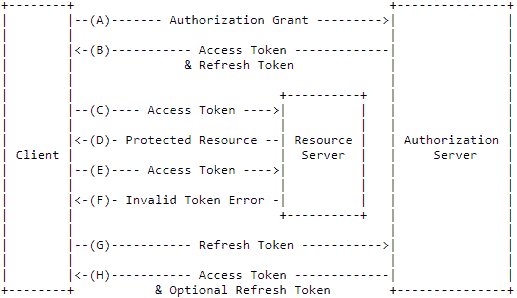 (A) Authorization Grant
(B) Access Token
& Refresh Token
(C) Access Token
(D) Protected Resource
Resource
Server
Authorization
Server
Client
(E) Access Token
(F) Invalid Token Error
(G) Refresh Token
(H) Access Token
& Optional Refresh Token